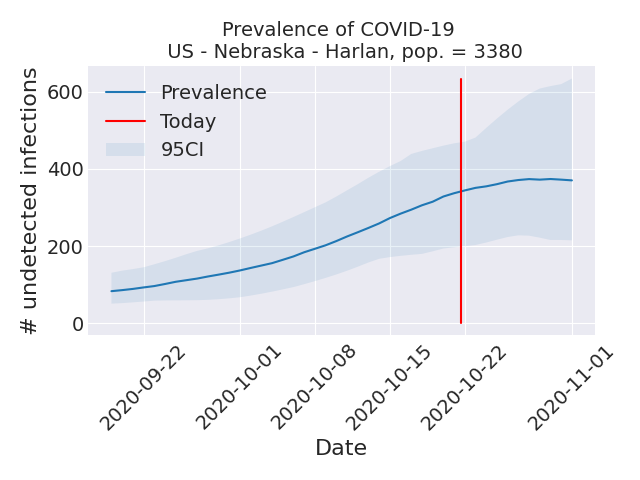 Prevalence of COVID-19
US - Nebraska - Harlan, pop. = 3380
# undetected infections
600
400
200
0
Prevalence
Today
95CI
2020-09-22
2020-10-01
2020-10-08
2020-10-15
2020-10-22
2020-11-01
Date